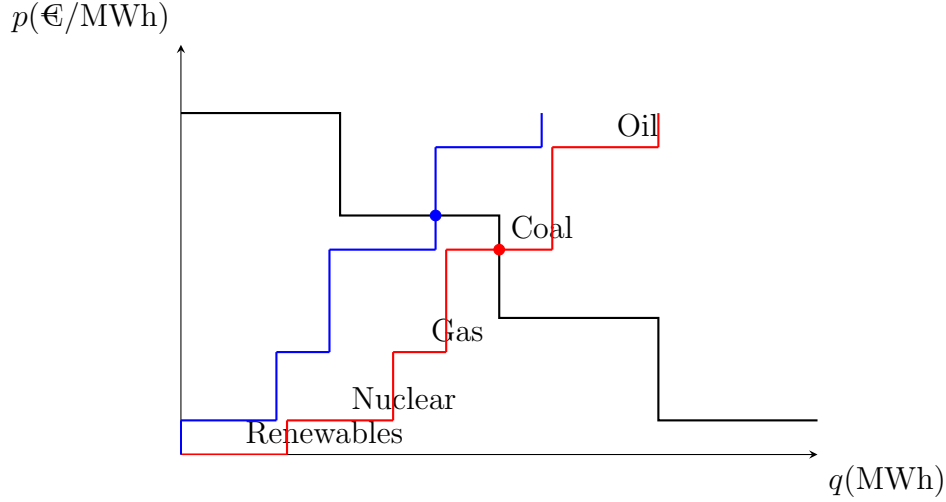 p(€/MWh)
Oil
Coal
Gas
Nuclear
Renewables
q(MWh)